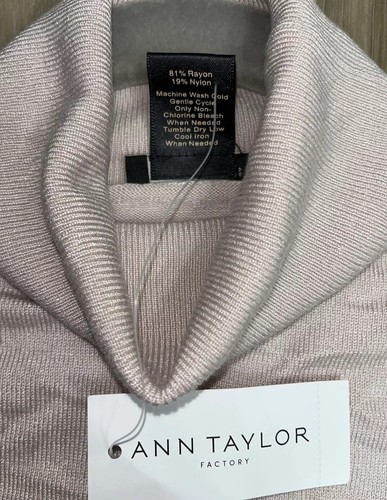 81% Rayon
19% Nylon
Machine Wash Cold
Gentle Cycle
Only Non-
Chlorine Bleach
When Needed
Tumble Dry Low
Cool Iron
When Needed
ANN TAYLOR
FACTORY